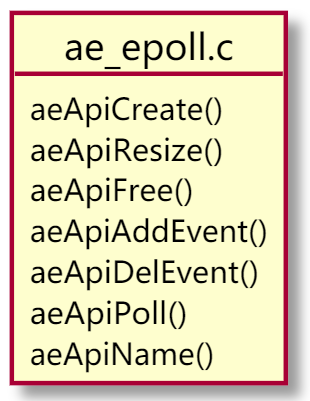 ae_epoll.c
aeApiCreate()
aeApiResize()
aeApiFree()
aeApiAddEvent()
aeApiDelEvent()
aeApiPoll()
aeApiName()